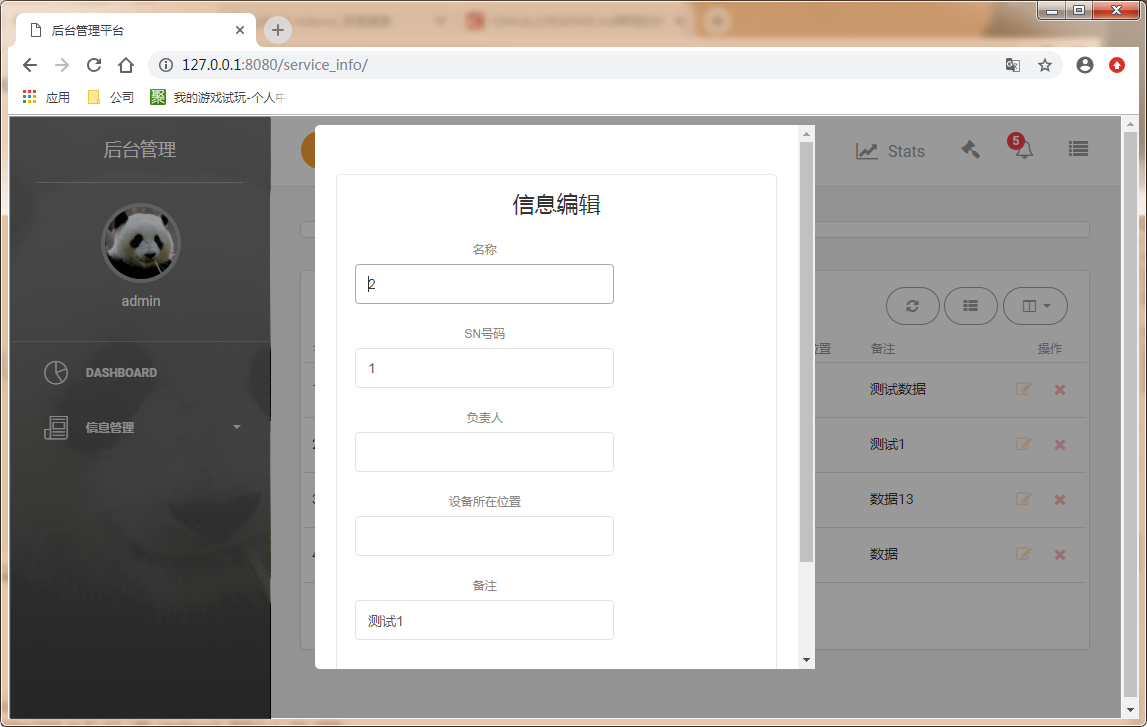 后台管理平台
127.0.0.1:8080/service_info/
应用
公司
聚
我的游戏试玩-个人中
后台管理
admin
DASHBOARD
信息管理
Stats
5
信息编辑
名称
2
SN号码
1
负责人
设备所在位置
备注
测试1
位置
备注
操作
测试数据
测试1
数据13
数据